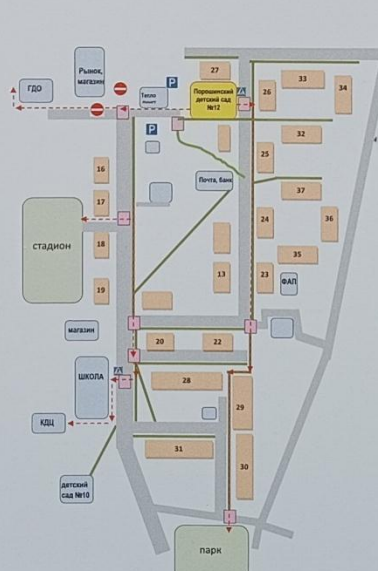 27
33
34
ГДО
Рынок,
магазин
P
Тепло
Порошинский
детский сад
№12
26
P
32
25
16
Почта, банк
37
17
24
36
стадион
18
35
13
23
ФАП
19
магазин
20
22
ШКОЛА
28
29
КДЦ
31
30
детский
сад №10
парк